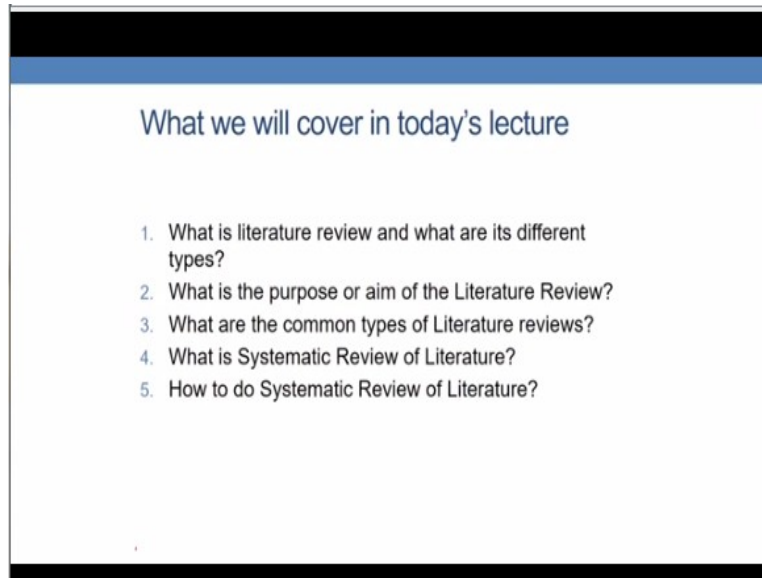 What we will cover in today's lecture
1. What is literature review and what are its different
types?
2. What is the purpose or aim of the Literature Review?
3. What are the common types of Literature reviews?
4. What is Systematic Review of Literature?
5. How to do Systematic Review of Literature?